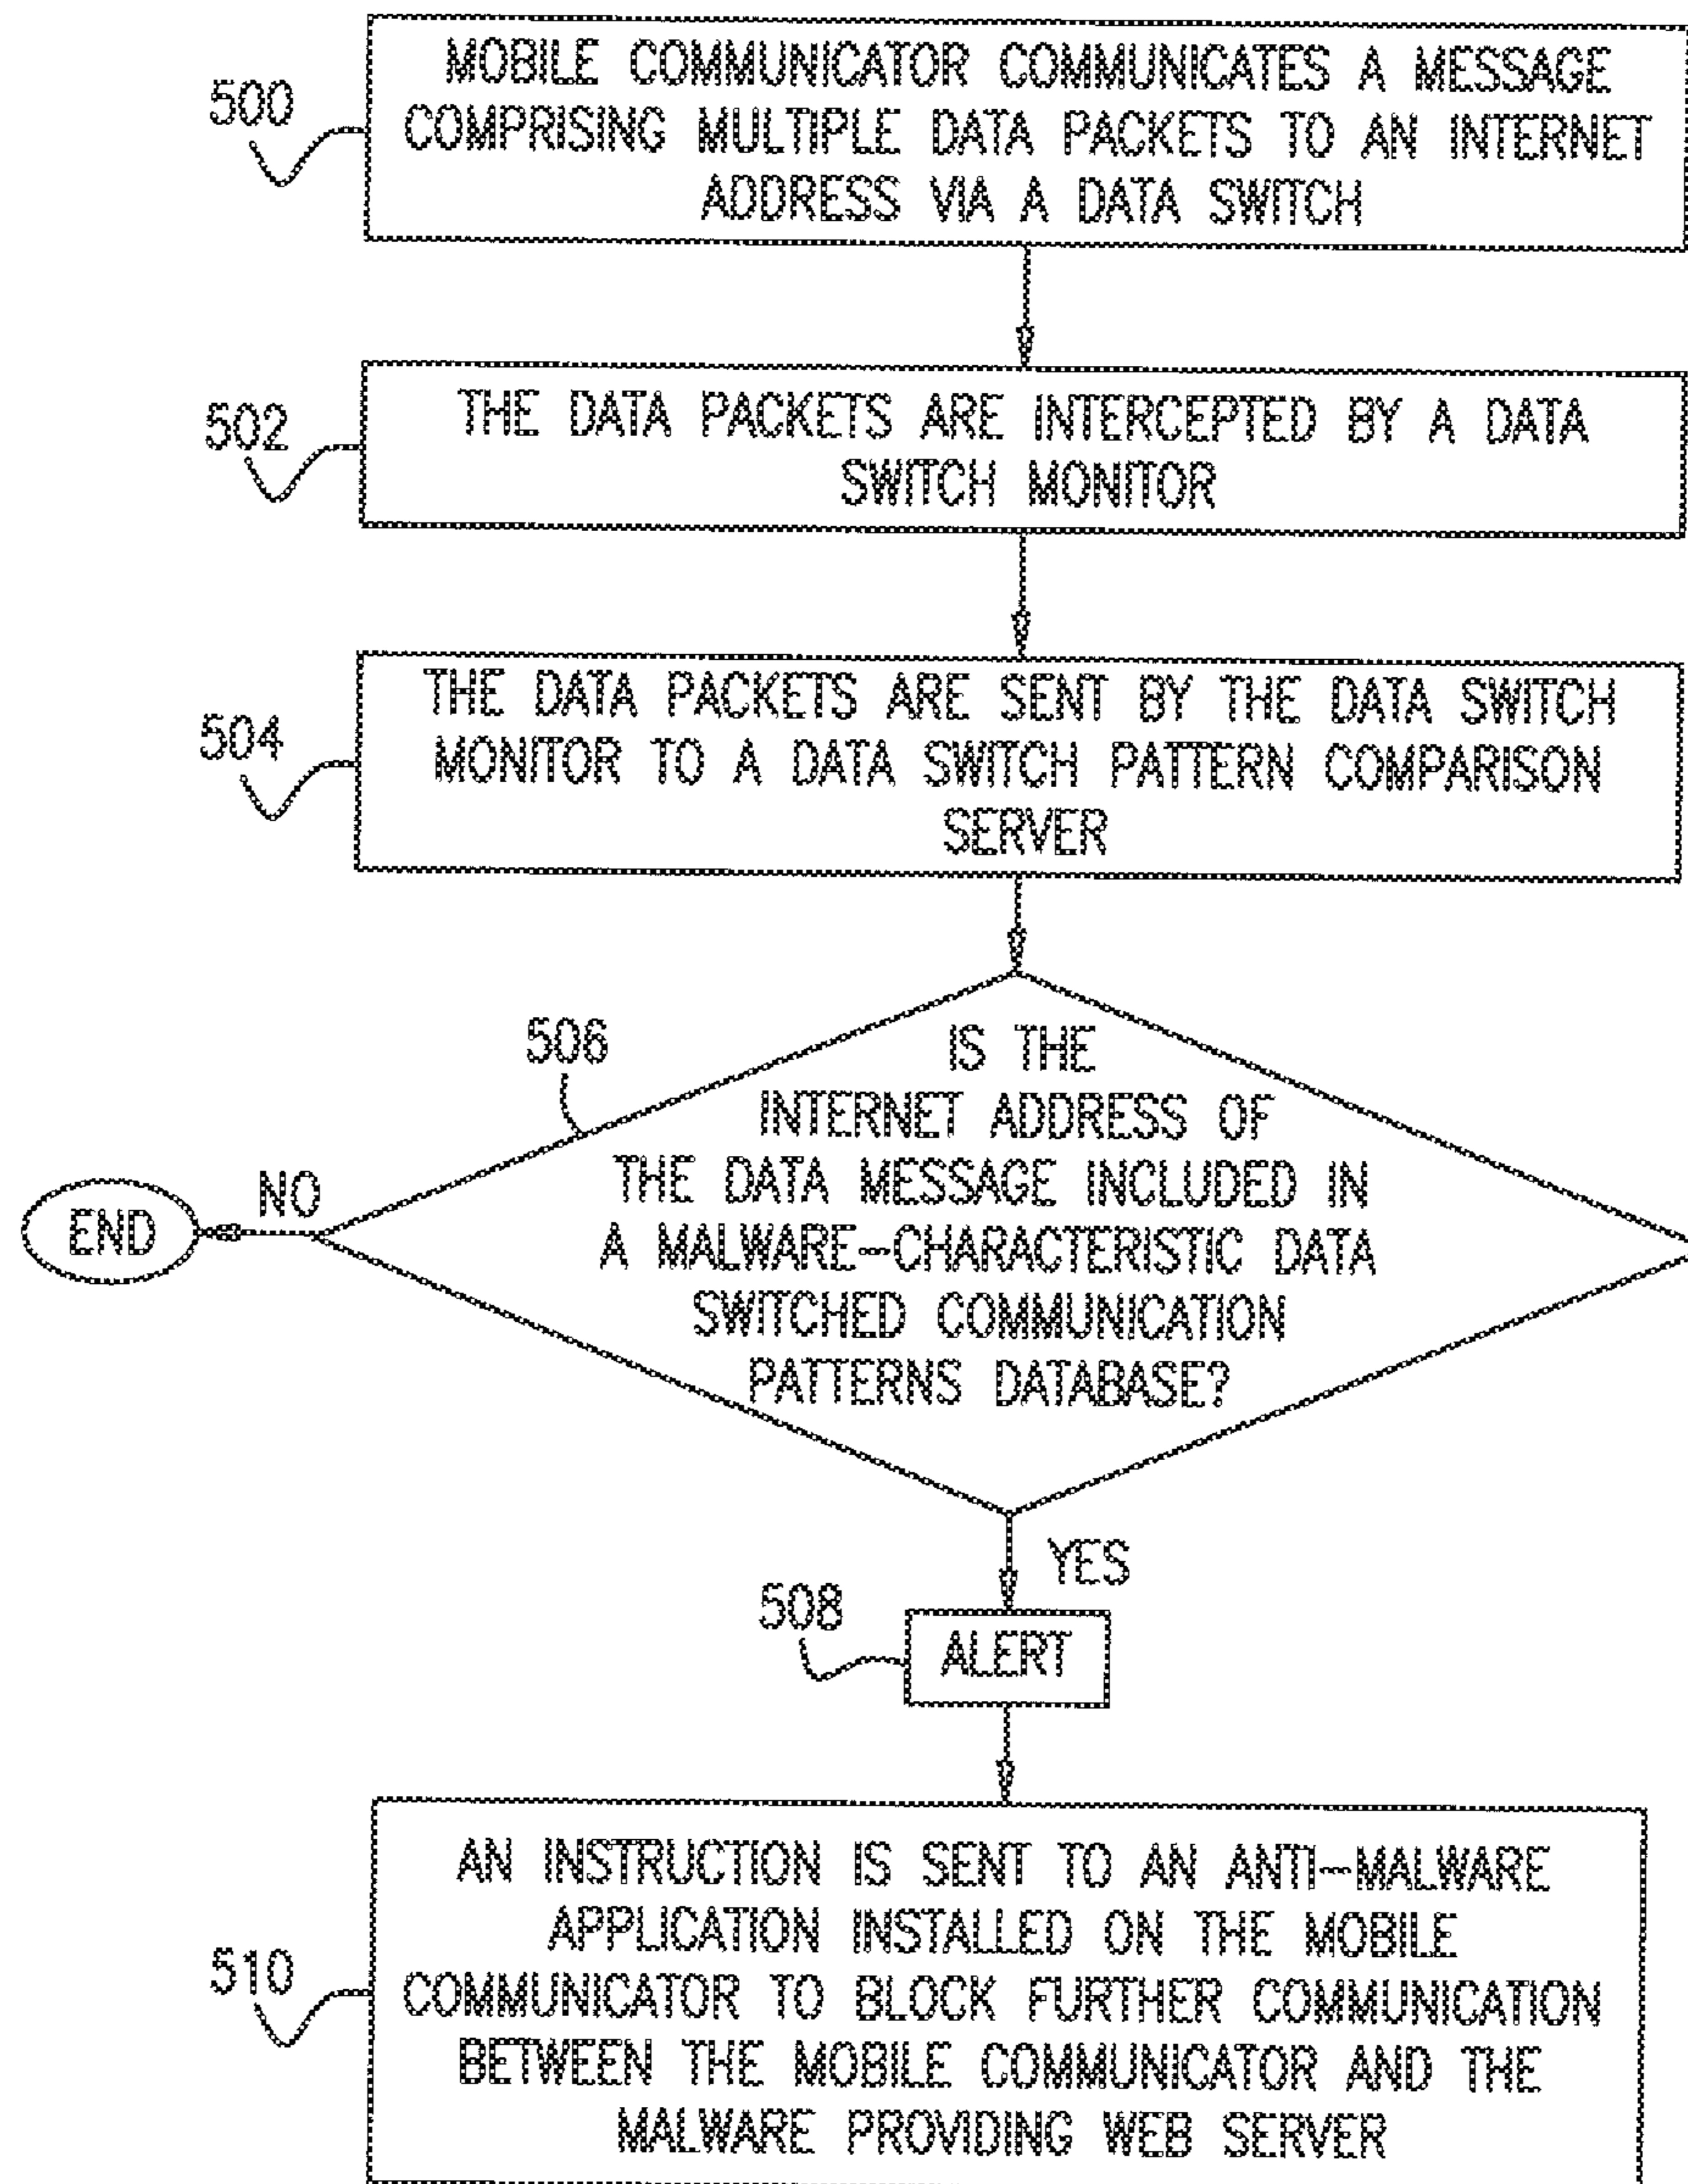 500
MOBILE COMMUNICATOR COMMUNICATES A MESSAGE
COMPRISING MULTIPLE DATA PACKETS TO AN INTERNET
ADDRESS VIA A DATA SWITCH
502
THE DATA PACKETS ARE INTERCEPTED BY A DATA
SWITCH MONITOR
504
THE DATA PACKETS ARE SENT BY THE DATA SWITCH
MONITOR TO A DATA SWITCH PATTERN COMPARISON
SERVER
506
IS THE
INTERNET ADDRESS OF
THE DATA MESSAGE INCLUDED IN
A MALWARE-CHARACTERISTIC DATA
SWITCHED COMMUNICATION
PATTERNS DATABASE?
NO
END
YES
508
ALERT
510
AN INSTRUCTION IS SENT TO AN ANTI-MALWARE
APPLICATION INSTALLED ON THE MOBILE
COMMUNICATOR TO BLOCK FURTHER COMMUNICATION
BETWEEN THE MOBILE COMMUNICATOR AND THE
MALWARE PROVIDING WEB SERVER